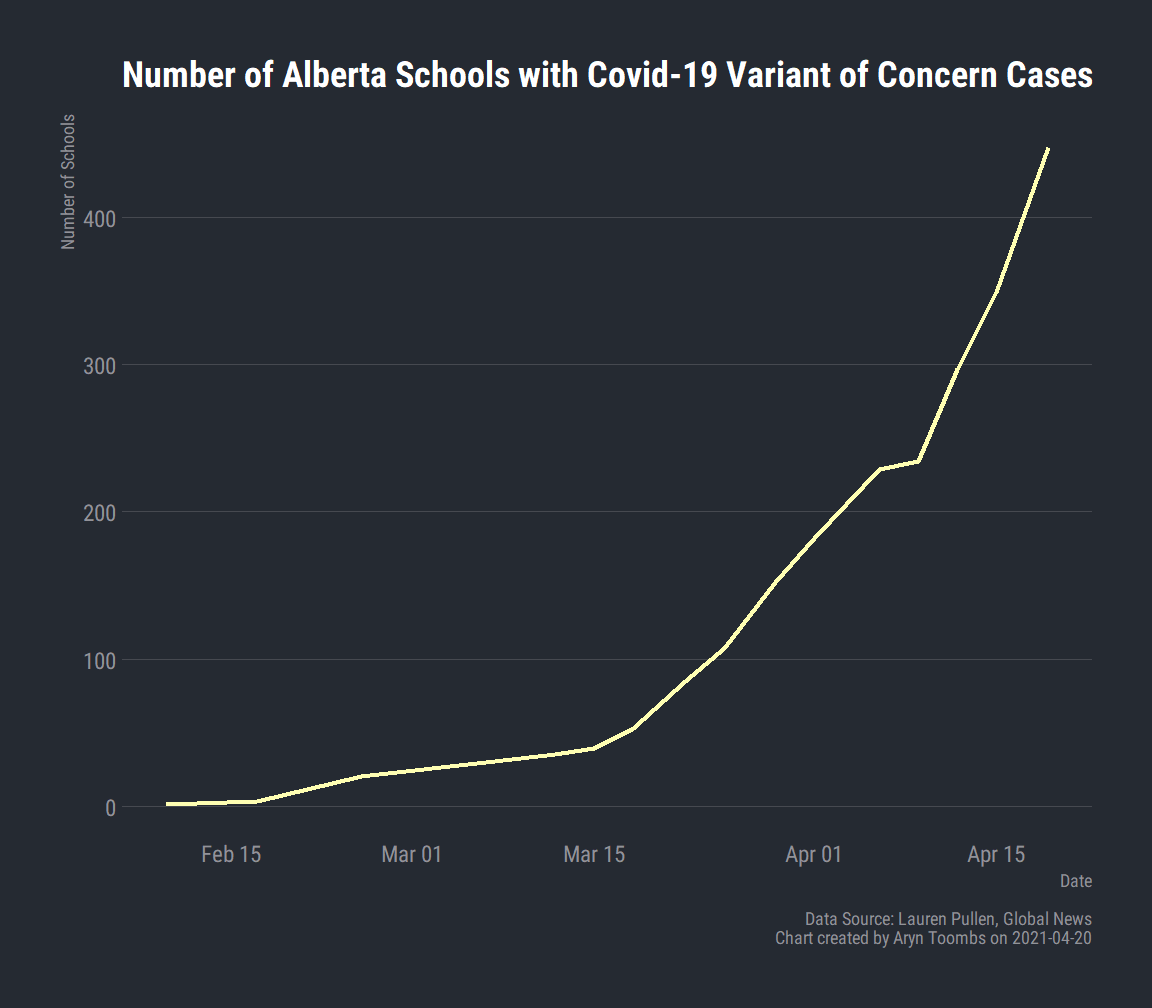 Number of Alberta Schools with Covid-19 Variant of Concern Cases
Number of Schools
400
300
200
100
0
Feb 15
Mar 01
Mar 15
Apr 01
Apr 15
Date
Data Source: Lauren Pullen, Global News
Chart created by Aryn Toombs on 2021-04-20